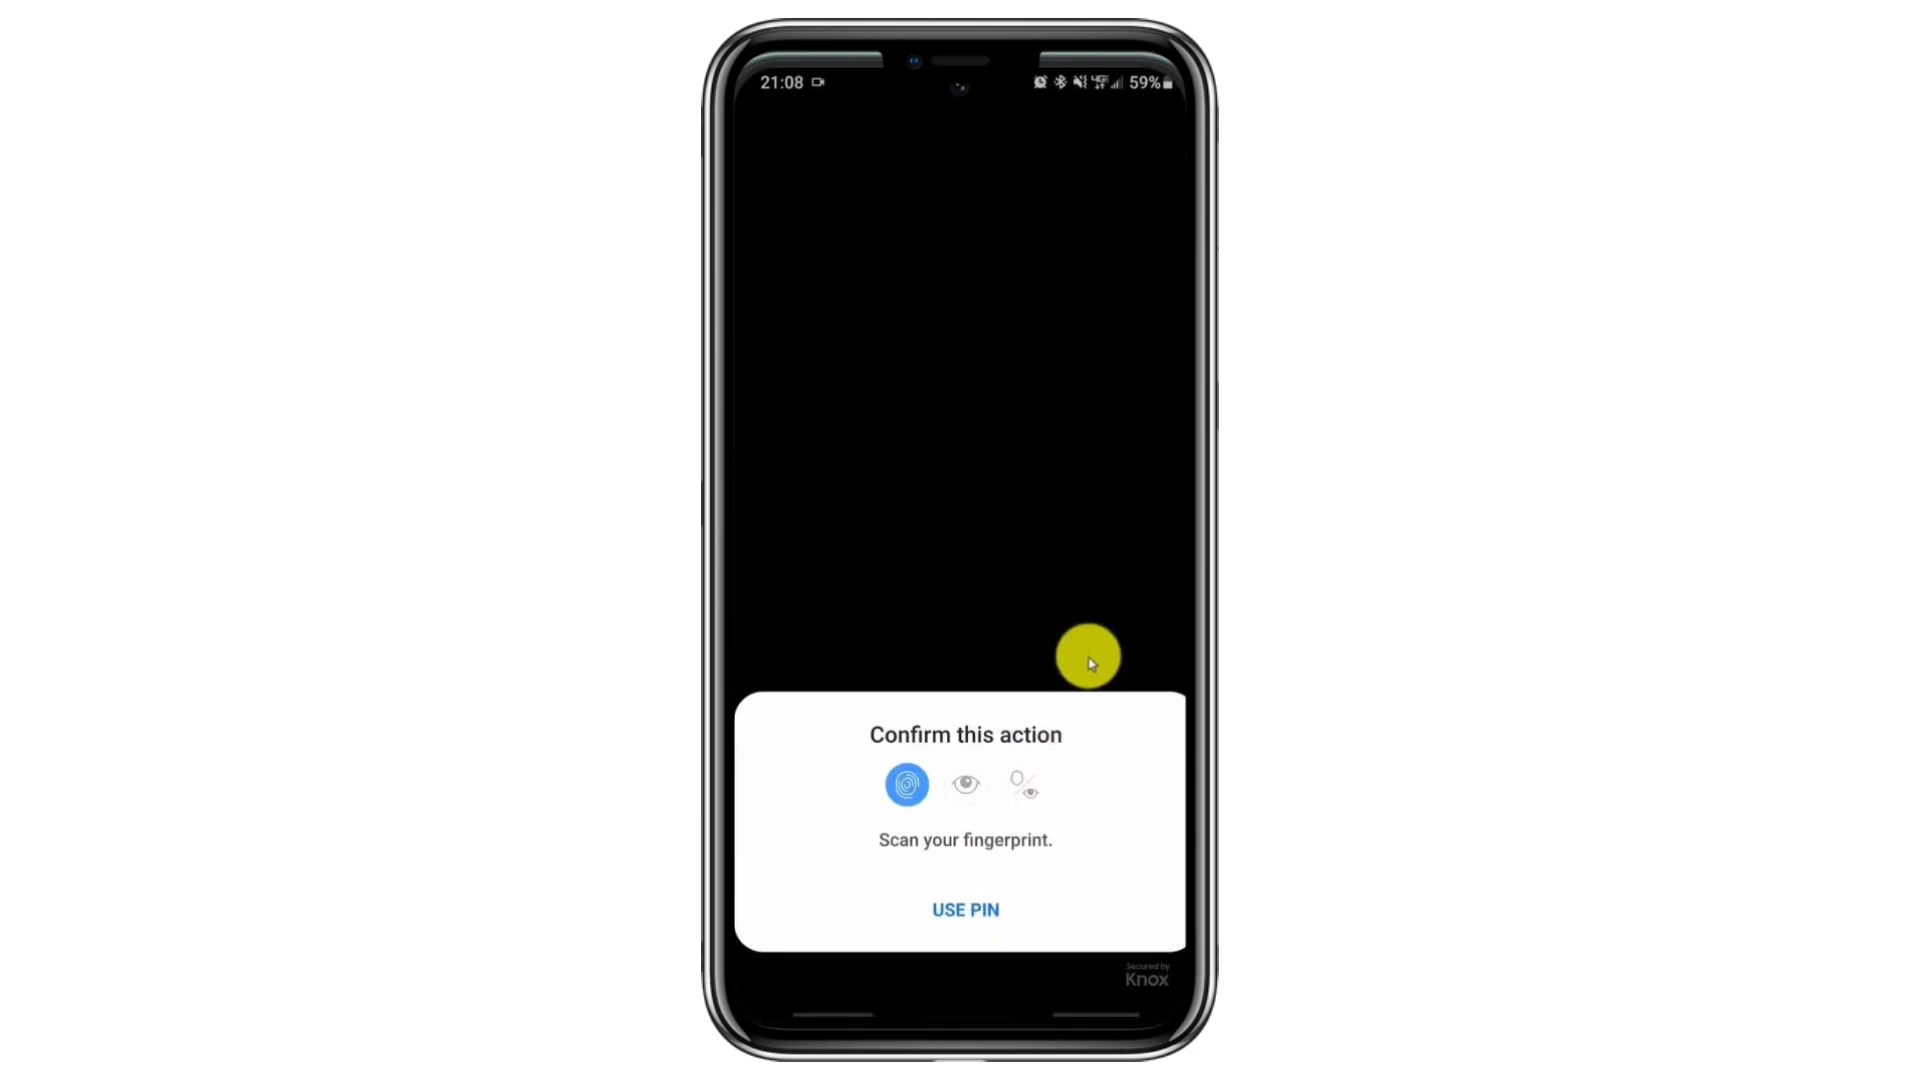 21:08
59%
Confirm this action
Scan your fingerprint.
USE PIN
Secured by
Knox